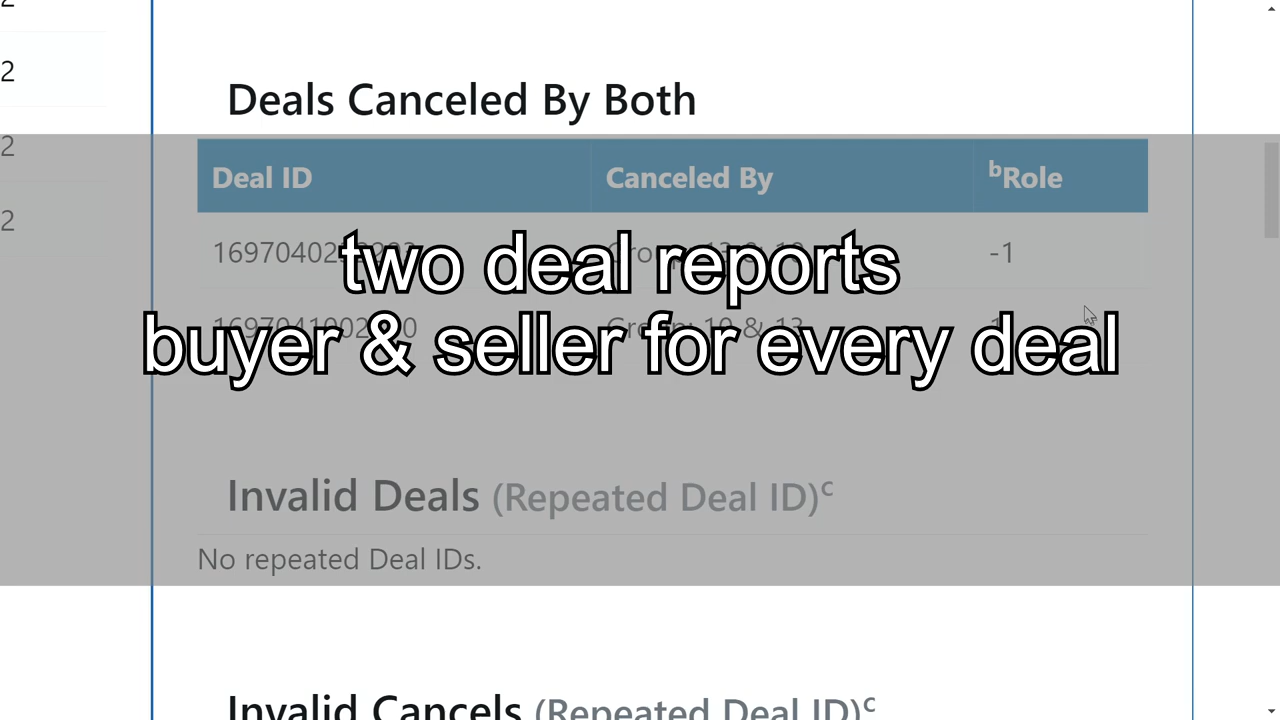 2
2
Deals Canceled By Both
2
Deal ID Canceled By bRole
2
-1
two deal reports
buyer & seller for every deal
Invalid Deals (Repeated Deal ID)c
No repeated Deal IDs.
Invalid Cancels (Repeated Deal ID)c